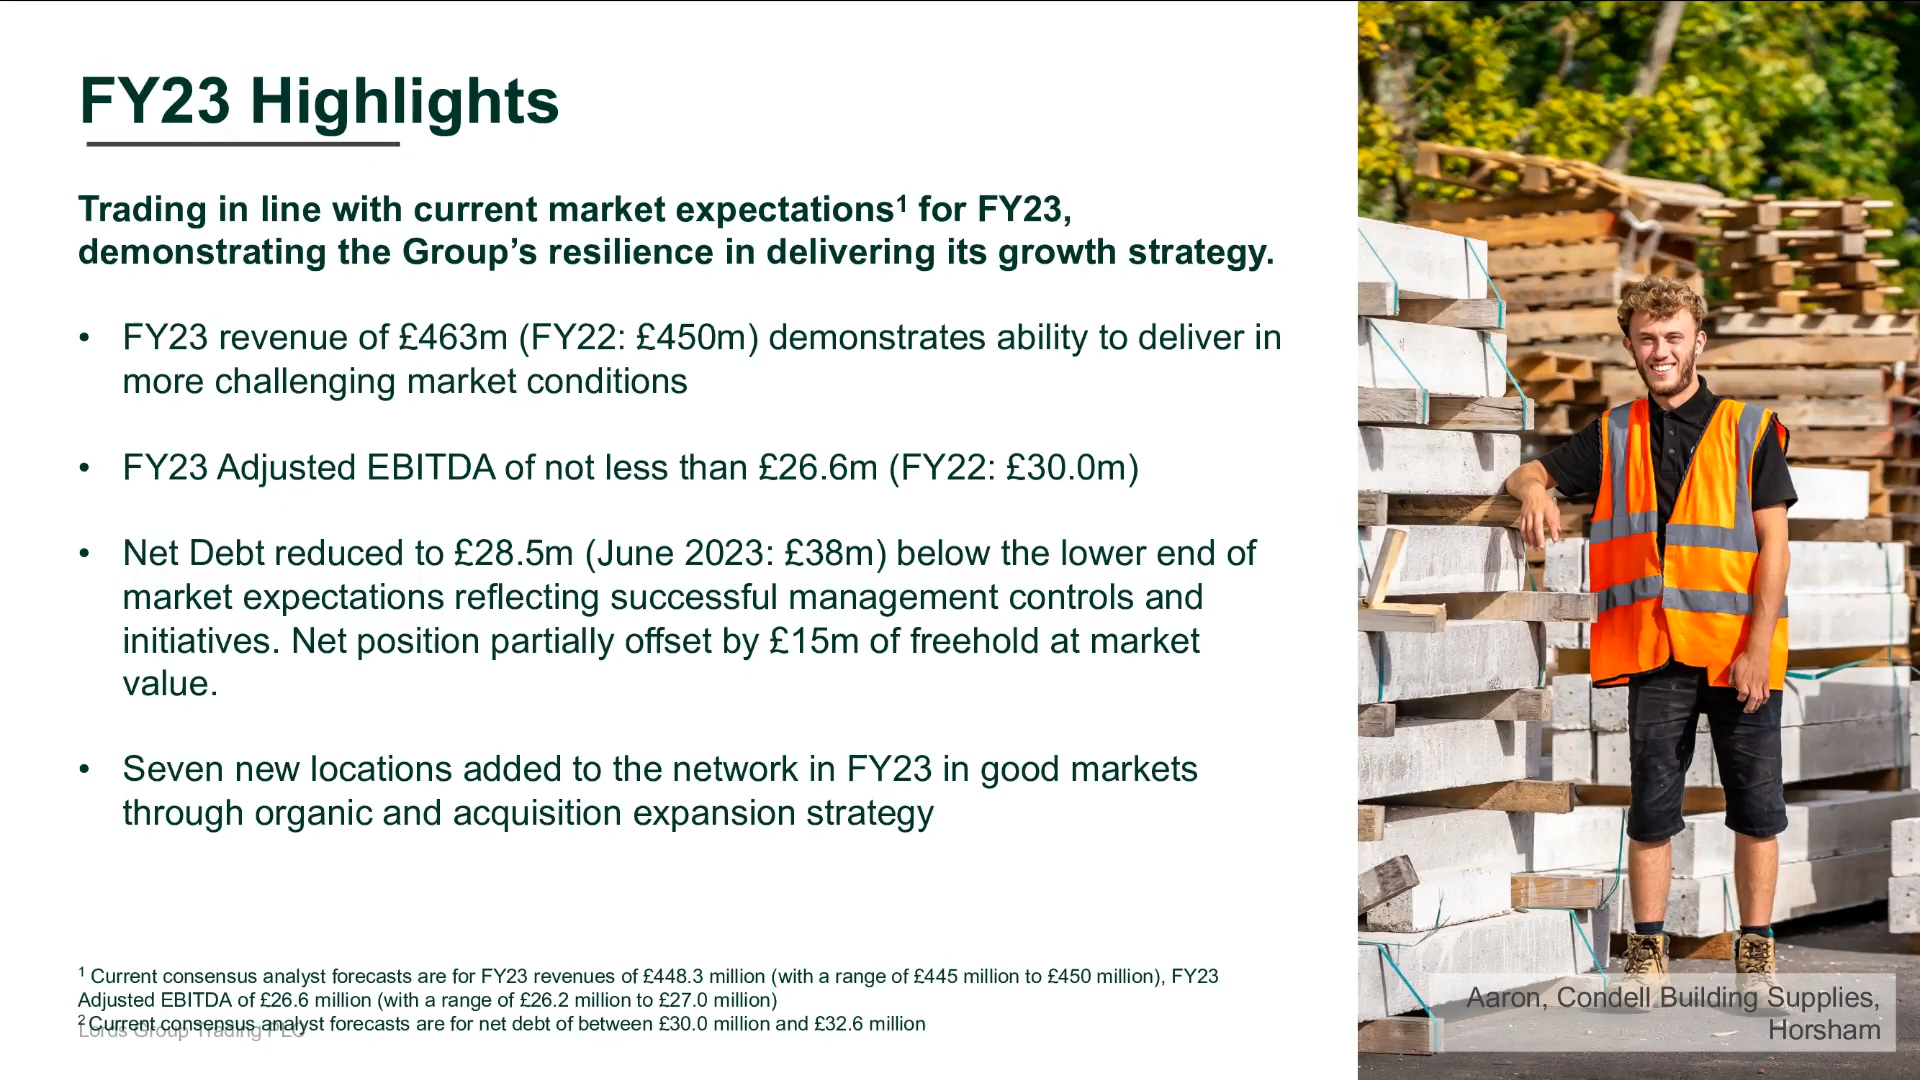 FY23 Highlights
Trading in line with current market expectations¹ for FY23,
demonstrating the Group’s resilience in delivering its growth strategy.
• FY23 revenue of £463m (FY22: £450m) demonstrates ability to deliver in
more challenging market conditions
• FY23 Adjusted EBITDA of not less than £26.6m (FY22: £30.0m)
• Net Debt reduced to £28.5m (June 2023: £38m) below the lower end of
market expectations reflecting successful management controls and
initiatives. Net position partially offset by £15m of freehold at market
value.
• Seven new locations added to the network in FY23 in good markets
through organic and acquisition expansion strategy
¹ Current consensus analyst forecasts are for FY23 revenues of £448.3 million (with a range of £445 million to £450 million), FY23
Adjusted EBITDA of £26.6 million (with a range of £26.2 million to £27.0 million)
² Current consensus analyst forecasts are for net debt of between £30.0 million and £32.6 million
Lords Group Trading PLC
Aaron, Condell Building Supplies,
Horsham